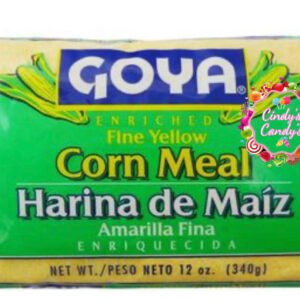 GOYA®
ENRICHED
Fine Yellow
Corn Meal
Harina de Maíz
Amarilla Fina
ENRIQUECIDA
NET WT./PESO NETO 12 oz. (340g)
Cindy's
Candy's